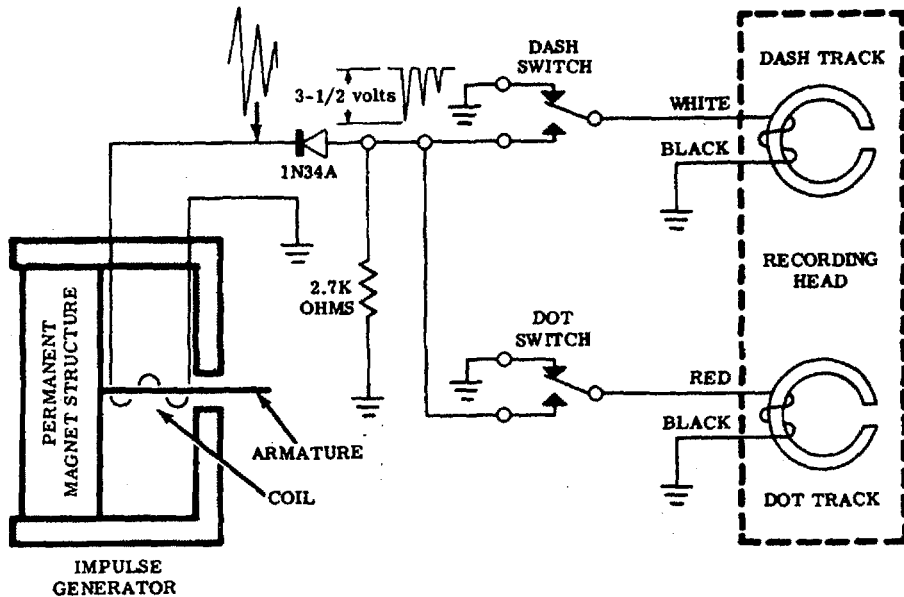 DASH
SWITCH
DASH TRACK
3-1/2 volts
WHITE
1N34A
BLACK
RECORDING
HEAD
PERMANENT
MAGNET STRUCTURE
2.7K
OHMS
DOT
SWITCH
RED
BLACK
ARMATURE
COIL
DOT TRACK
IMPULSE
GENERATOR